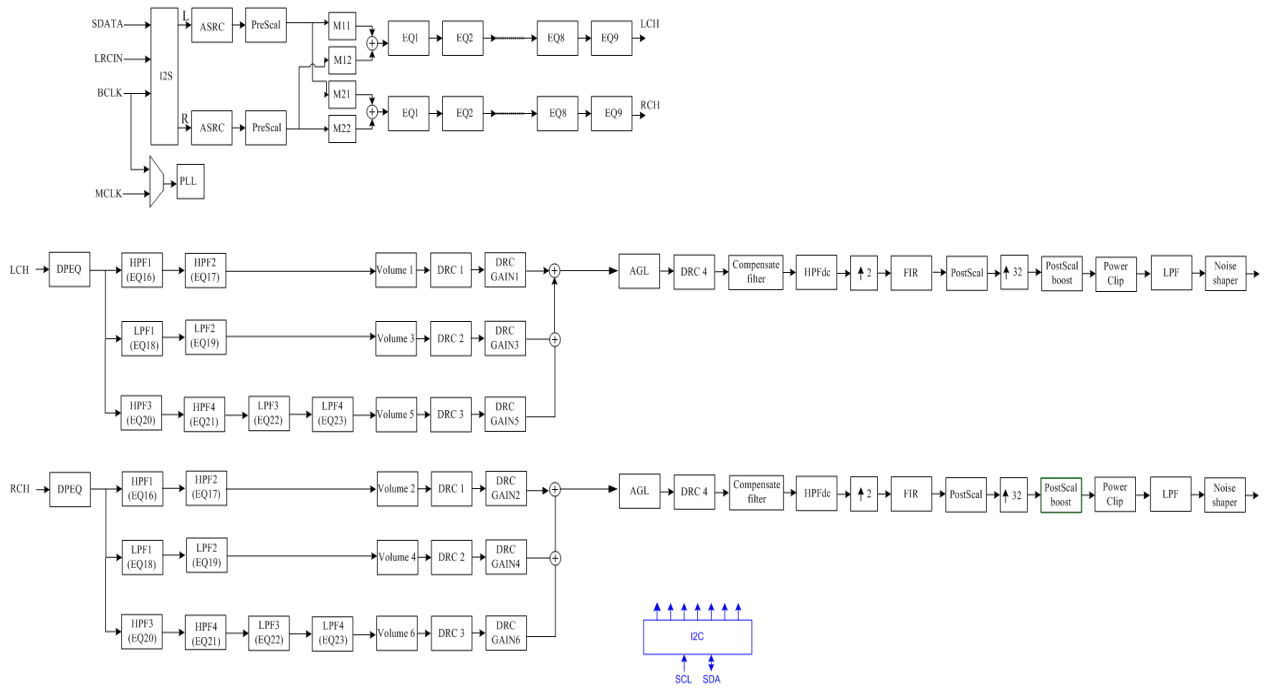 SDATA
LRCIN
BCLK
MCLK
I2S
L
R
ASRC
PreScal
ASRC
PreScal
PLL
M11
M12
M21
M22
+
+
EQ1
EQ2
EQ8
EQ9
LCH
EQ1
EQ2
EQ8
EQ9
RCH
LCH
DPEQ
HPF1
(EQ16)
HPF2
(EQ17)
Volume 1
DRC 1
DRC
GAIN1
+
AGL
DRC 4
Compensate
filter
HPFdc
2
FIR
PostScal
32
PostScal
boost
Power
Clip
LPF
Noise
shaper
LPF1
(EQ18)
LPF2
(EQ19)
Volume 3
DRC 2
DRC
GAIN3
+
HPF3
(EQ20)
HPF4
(EQ21)
LPF3
(EQ22)
LPF4
(EQ23)
Volume 5
DRC 3
DRC
GAIN5
RCH
DPEQ
HPF1
(EQ16)
HPF2
(EQ17)
Volume 2
DRC 1
DRC
GAIN2
+
AGL
DRC 4
Compensate
filter
HPFdc
2
FIR
PostScal
32
PostScal
boost
Power
Clip
LPF
Noise
shaper
LPF1
(EQ18)
LPF2
(EQ19)
Volume 4
DRC 2
DRC
GAIN4
+
HPF3
(EQ20)
HPF4
(EQ21)
LPF3
(EQ22)
LPF4
(EQ23)
Volume 6
DRC 3
DRC
GAIN6
I2C
SCL
SDA